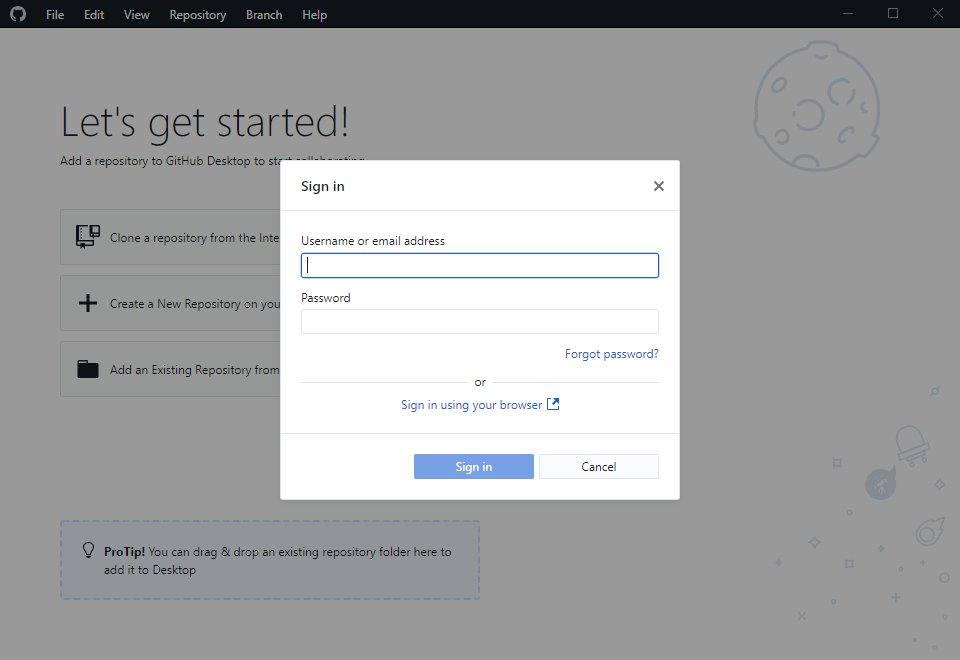 File Edit View Repository Branch Help
Let's get started!
Add a repository to GitHub Desktop to start collaborating
Sign in
Clone a repository from the Inte
Username or email address
Create a New Repository on you
Password
Forgot password?
Add an Existing Repository from
or
Sign in using your browser
Sign in Cancel
ProTip! You can drag & drop an existing repository folder here to
add it to Desktop